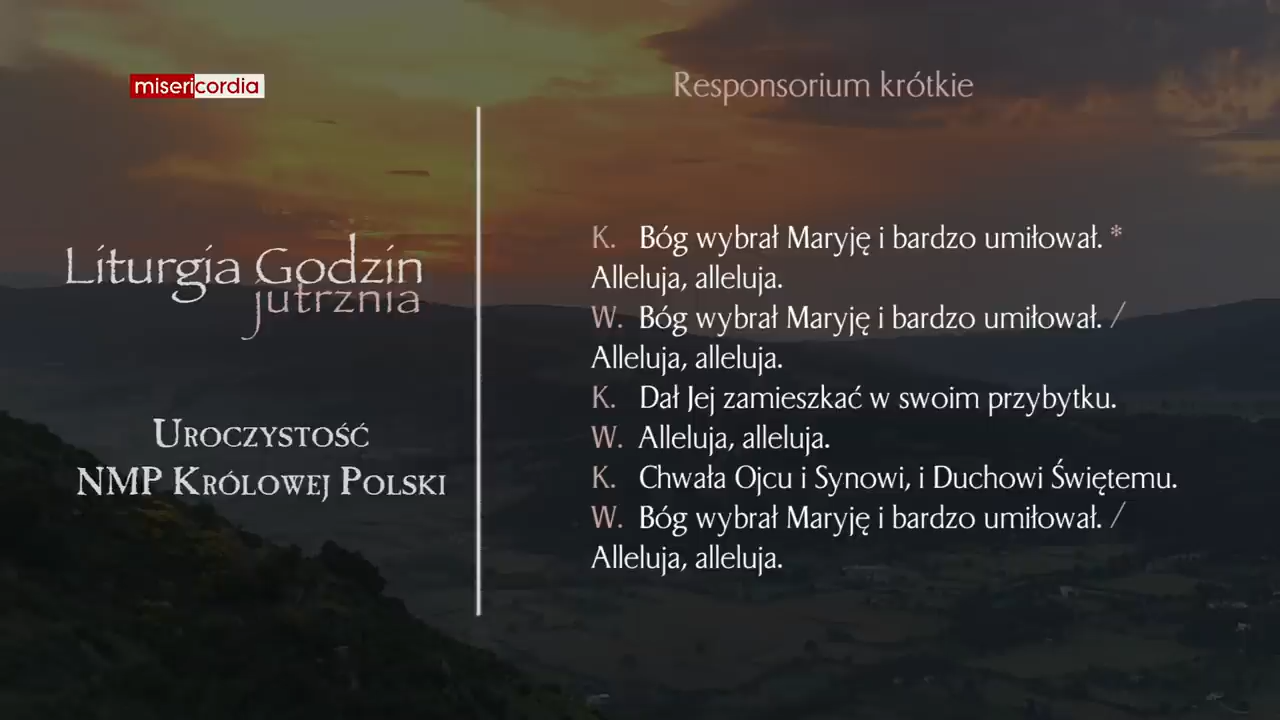 misericordia
Liturgia Godzin
jutrznia
Uroczystość
NMP Królowej Polski
Responsorium krótkie
K. Bóg wybrał Maryję i bardzo umiłował. *
Alleluja, alleluja.
W. Bóg wybrał Maryję i bardzo umiłował. /
Alleluja, alleluja.
K. Dał Jej zamieszkać w swoim przybytku.
W. Alleluja, alleluja.
K. Chwała Ojcu i Synowi, i Duchowi Świętemu.
W. Bóg wybrał Maryję i bardzo umiłował. /
Alleluja, alleluja.